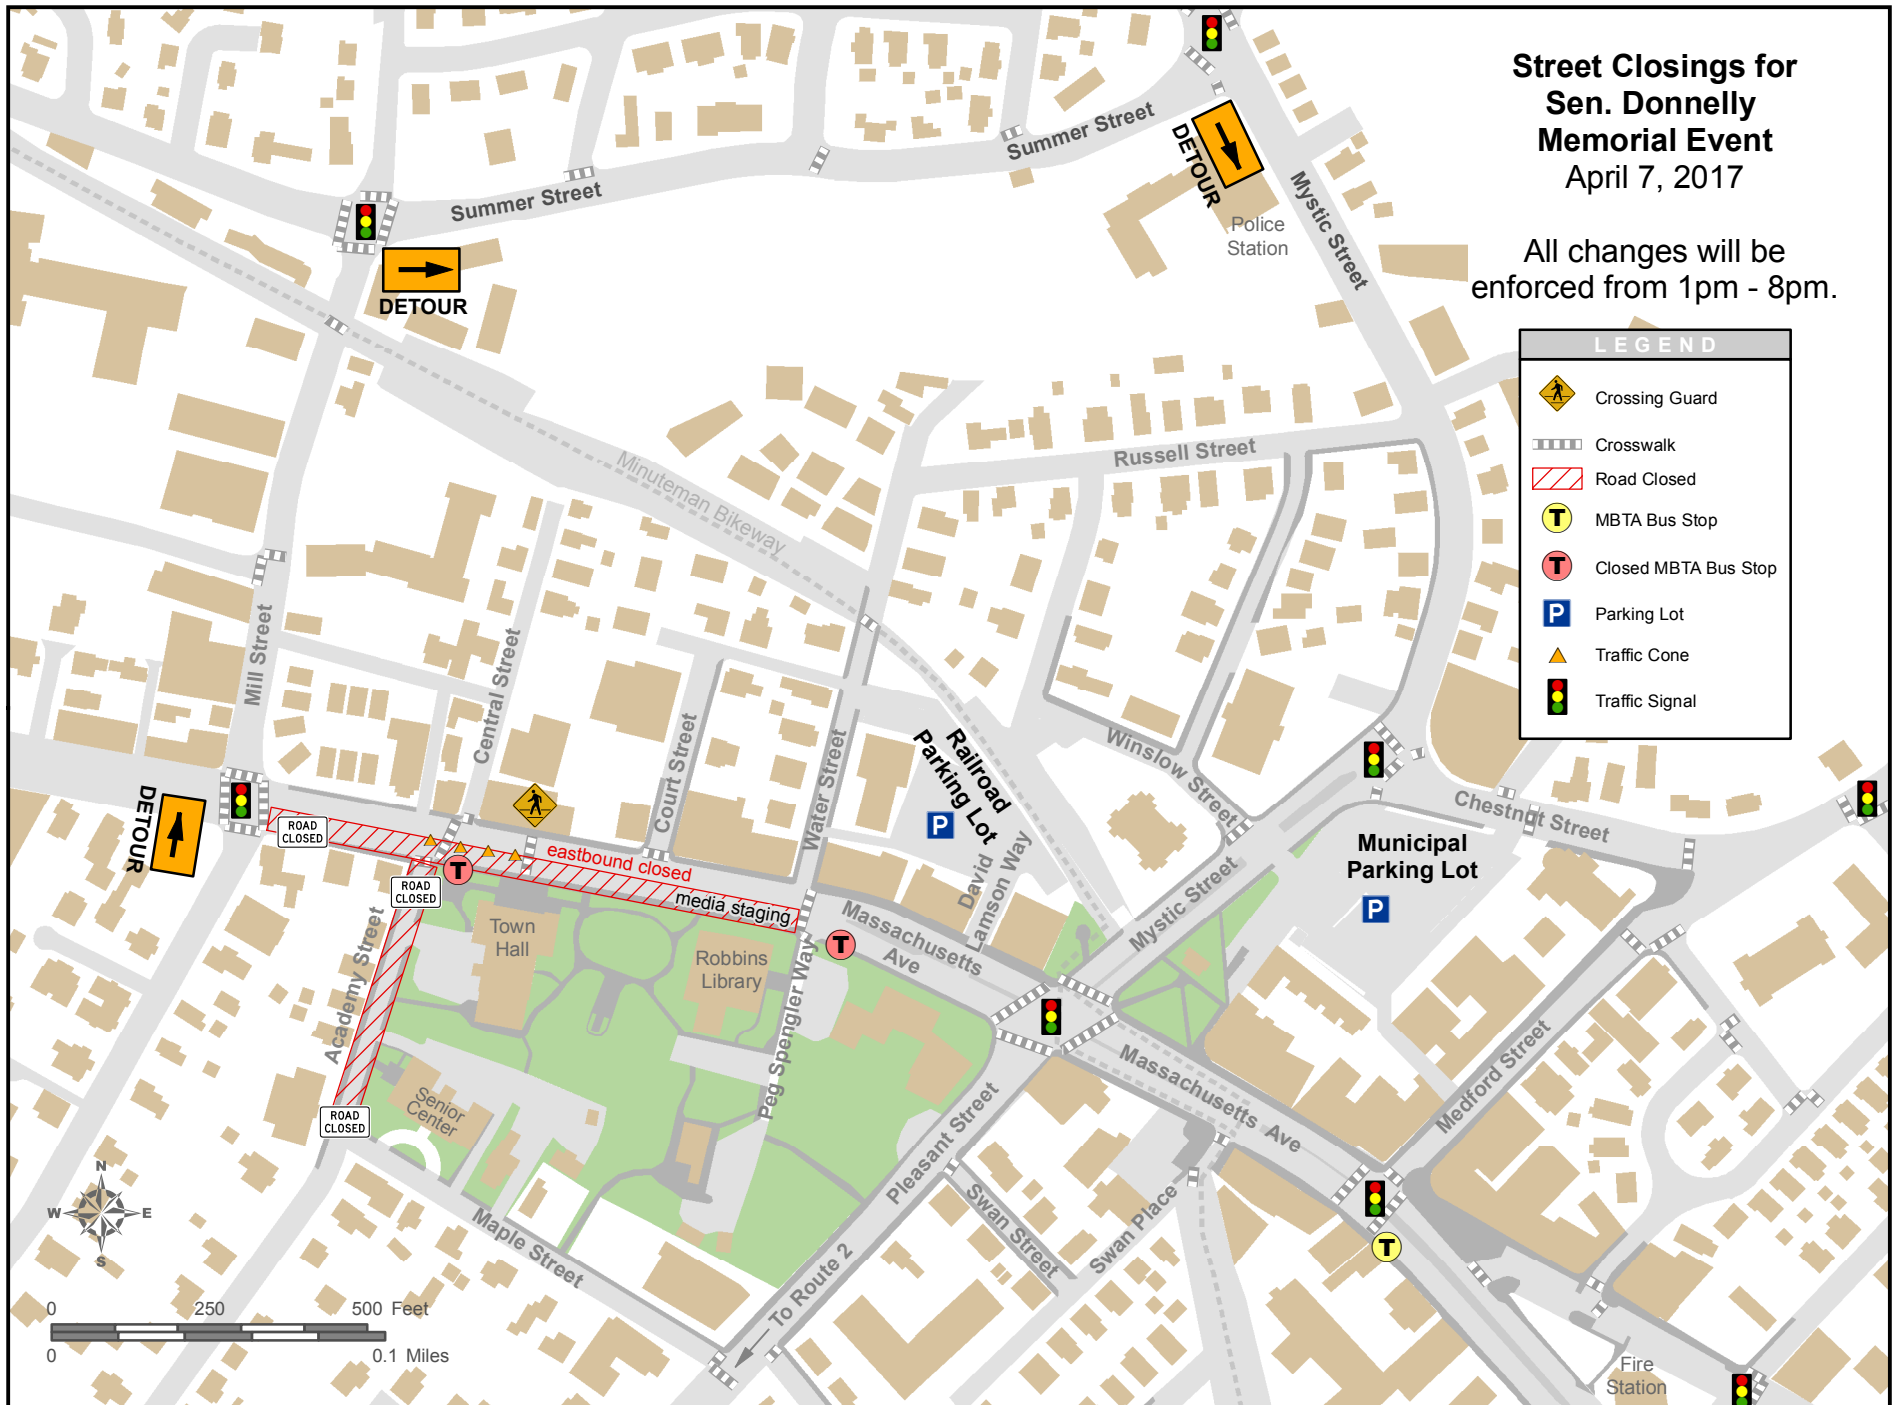 Street Closings for
Sen. Donnelly
Memorial Event
April 7, 2017
All changes will be
enforced from 1pm - 8pm.
LEGEND
Crossing Guard
Crosswalk
Road Closed
T
MBTA Bus Stop
T
Closed MBTA Bus Stop
P
Parking Lot
Traffic Cone
Traffic Signal
Summer Street
DETOUR
Mystic Street
Police
Station
Summer Street
DETOUR
Russell Street
Minuteman Bikeway
Mill Street
Central Street
Court Street
Water Street
Railroad
Parking Lot
P
Winslow Street
Chestnut Street
DETOUR
ROAD
CLOSED
eastbound closed
media staging
T
ROAD
CLOSED
Municipal
Parking Lot
P
David
Lamson Way
Mystic Street
Massachusetts
Ave
T
Town
Hall
Robbins
Library
Academy Street
Peg Spengler Way
Senior
Center
ROAD
CLOSED
Massachusetts Ave
Medford Street
Pleasant Street
Swan Street
Swan Place
T
Maple Street
To Route 2
N
W E
S
0 250 500 Feet
0 0.1 Miles
Fire
Station